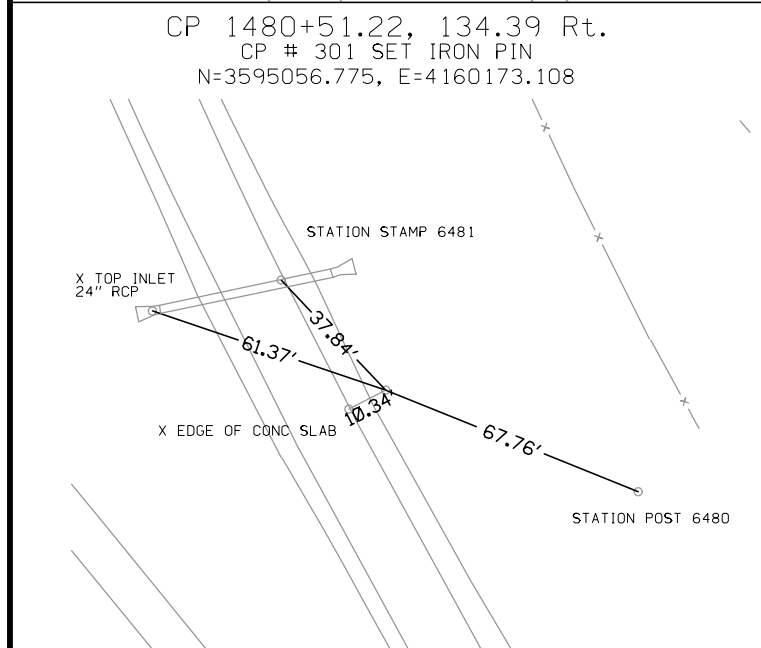 CP 1480+51.22, 134.39 Rt.
CP # 301 SET IRON PIN
N=3595056.775, E=4160173.108
STATION STAMP 6481
X TOP INLET
24" RCP
37.84'
61.37'
10.34'
X EDGE OF CONC SLAB
67.76'
STATION POST 6480